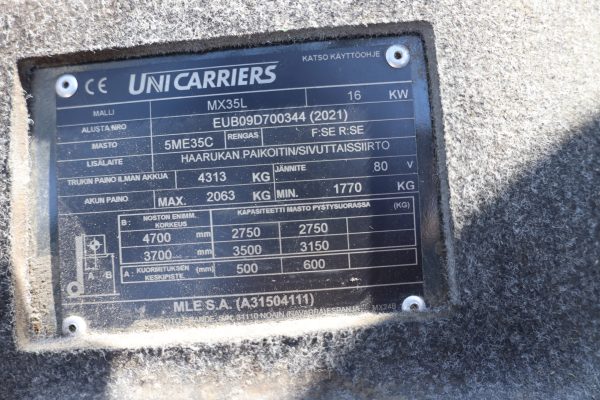 CE UNICARRIERS KATSO KÄYTTÖOHJE
MALLI MX35L 16 KW
ALUSTA NRO EUB09D700344 (2021)
MASTO 5ME35C RENGAS F:SE R:SE
LISÄLAITE HAARUKAN PAIKOITIN/SIVUTTAISSIIRTO
TRUKIN PAINO ILMAN AKKUA 4313 KG JÄNNITE 80 V
AKUN PAINO MAX. 2063 KG MIN. 1770 KG
B: NOSTON ENIMM. KORKEUS KAPASITEETTI MASTO PYSTYSUORASSA (KG)
4700 mm 2750 2750
3700 mm 3500 3150
A: KUORMITUKSEN KESKIPISTE (mm) 500 600
A B
MLE S.A. (A31504111)
31110 NOAIN (NAVARRA)